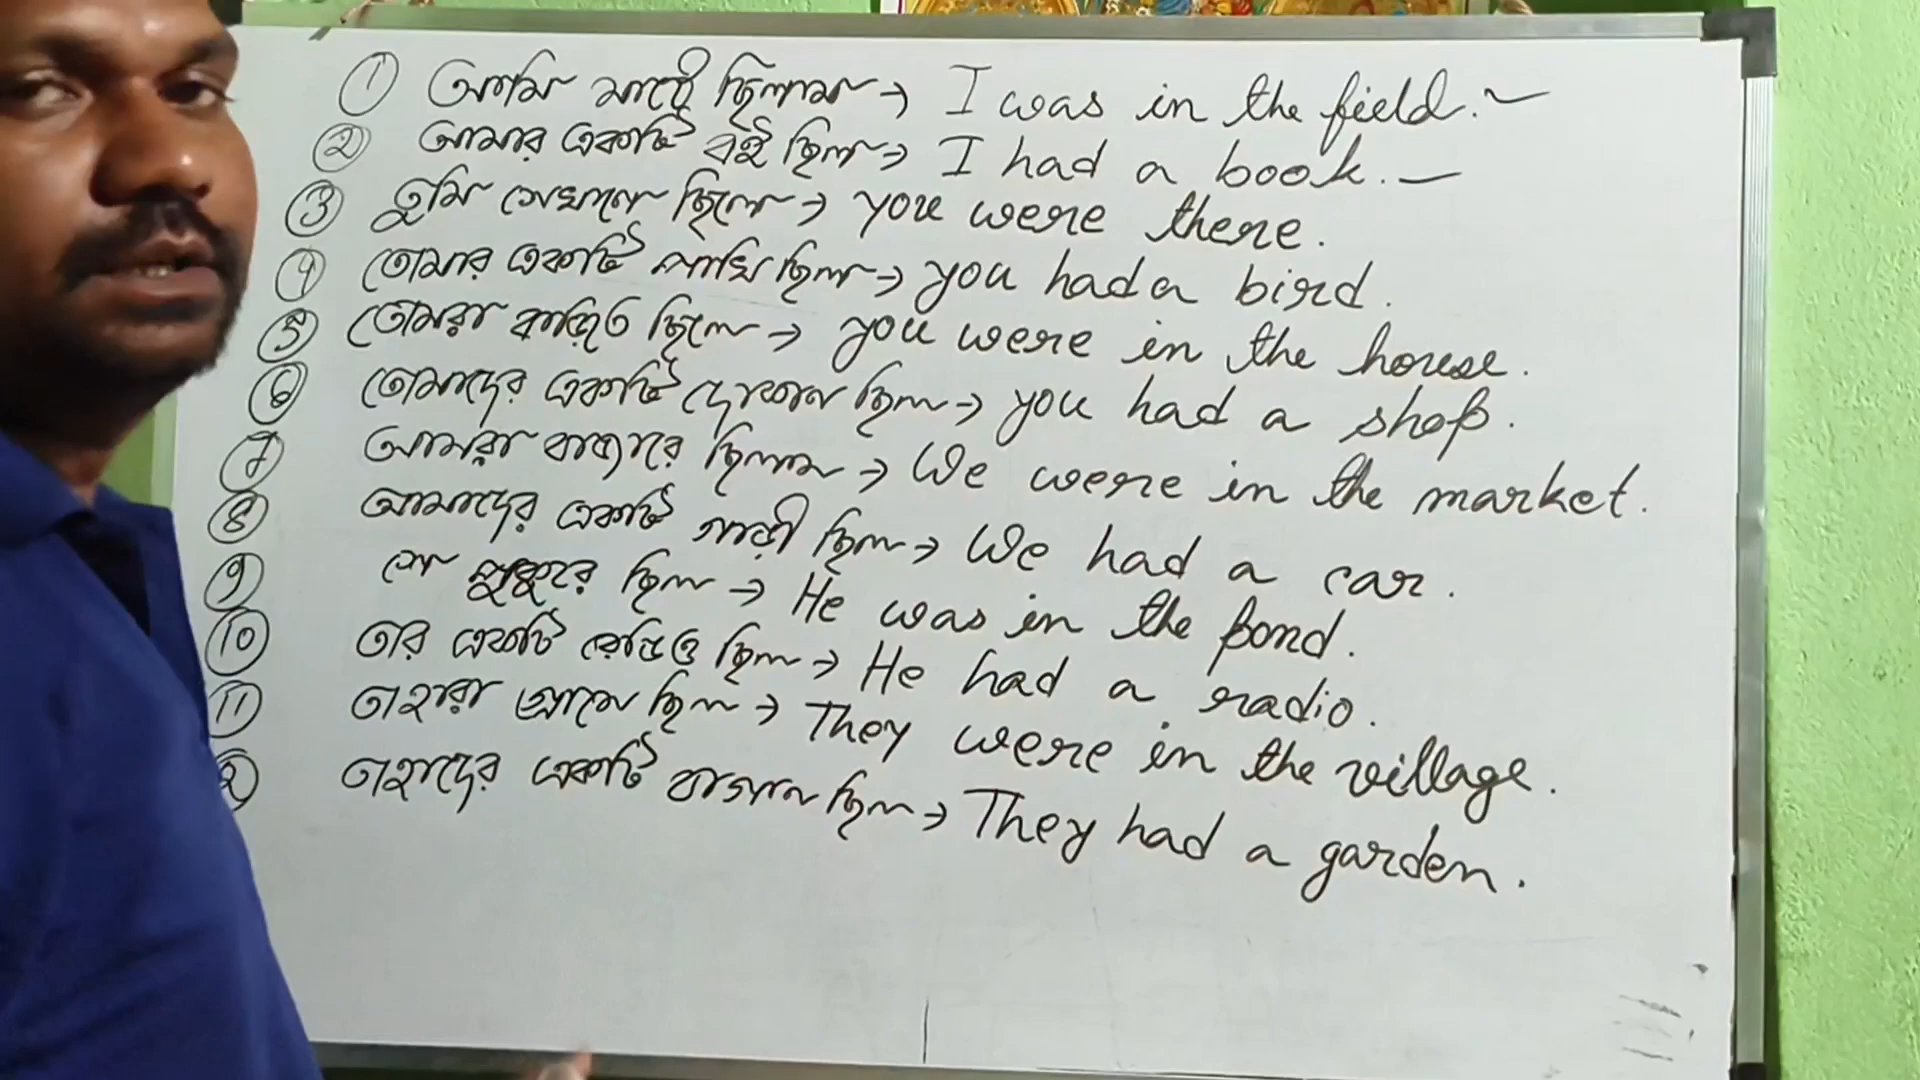 ① আমি মাঠে ছিলাম → I was in the field.
② আমার একটি বই ছিল → I had a book.
③ তুমি সেখানে ছিলে → you were there.
④ তোমার একটি পাখি ছিল → you had a bird.
⑤ তোমরা বাড়িতে ছিলে → you were in the house.
⑥ তোমাদের একটি দোকান ছিল → you had a shop.
⑦ আমরা বাজারে ছিলাম → We were in the market.
⑧ আমাদের একটি গাড়ী ছিল → We had a car.
⑨ সে পুকুরে ছিল → He was in the pond.
⑩ তার একটি রেডিও ছিল → He had a radio.
⑪ তাহারা গ্রামে ছিল → They were in the village.
২ তাহাদের একটি বাগান ছিল → They had a garden.